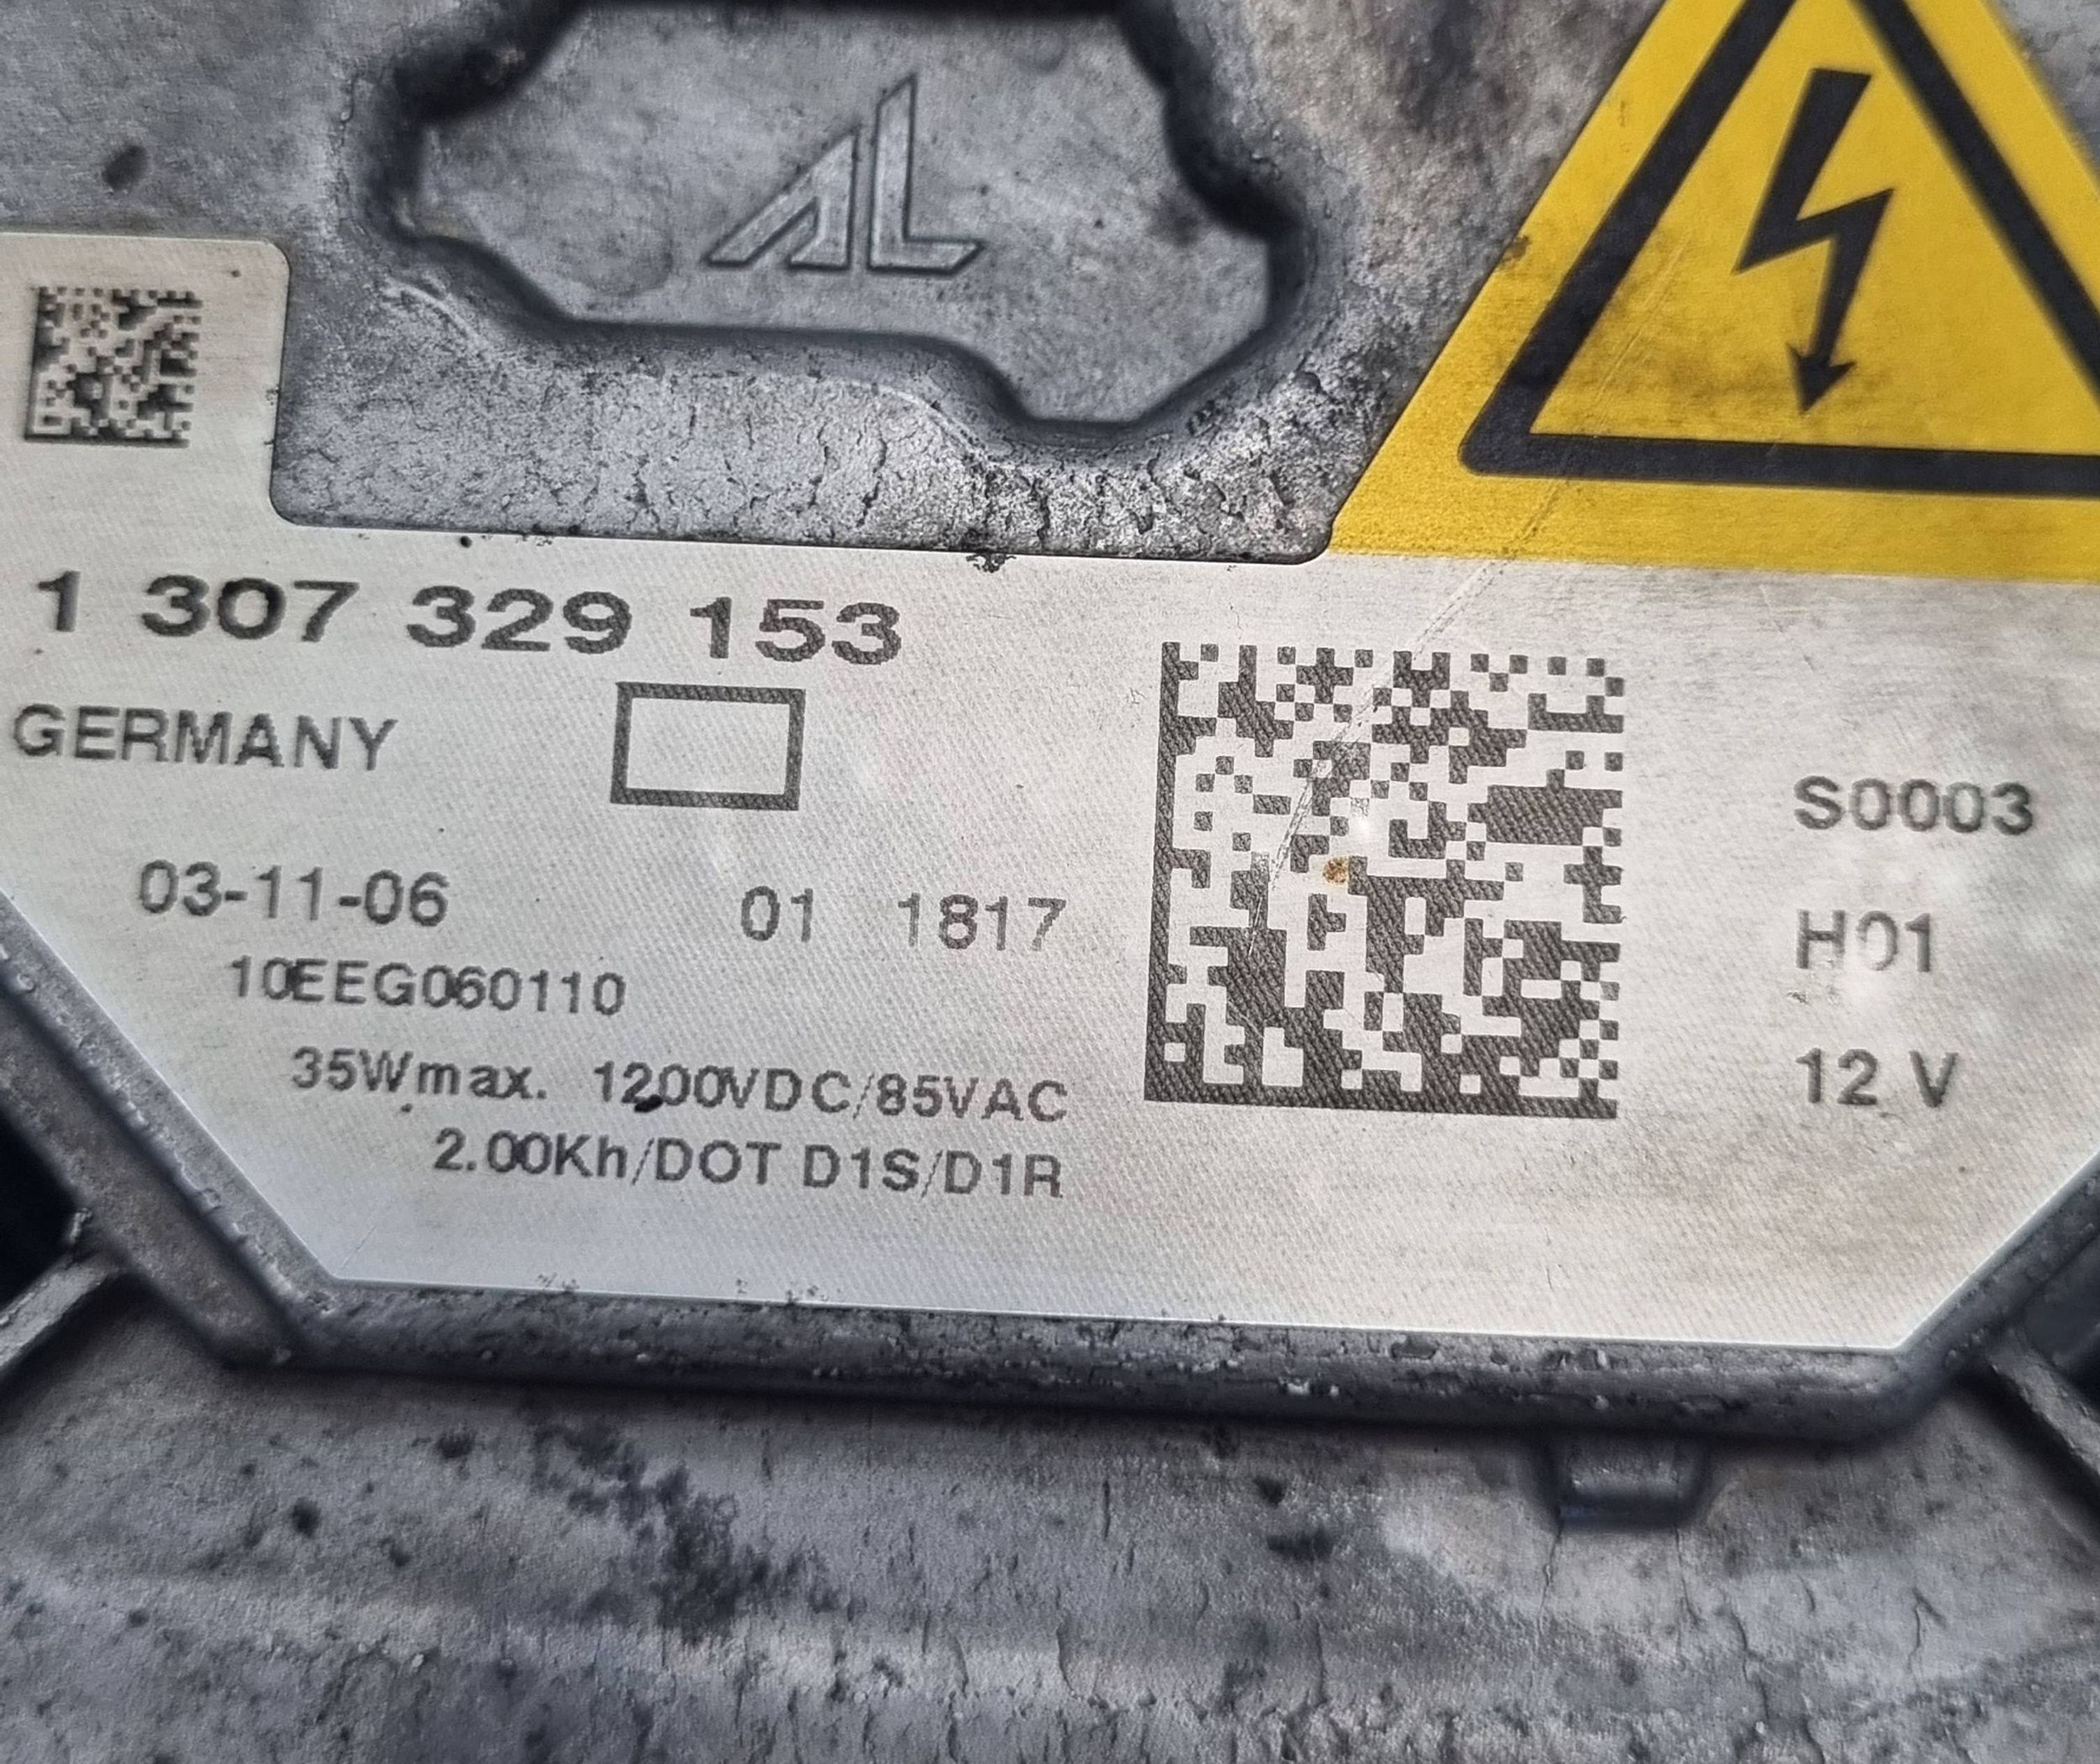 AL
1 307 329 153
GERMANY
03-11-06 01 1817
10EEG060110
35Wmax. 1200VDC/85VAC
2.00Kh/DOT D1S/D1R
S0003
H01
12 V